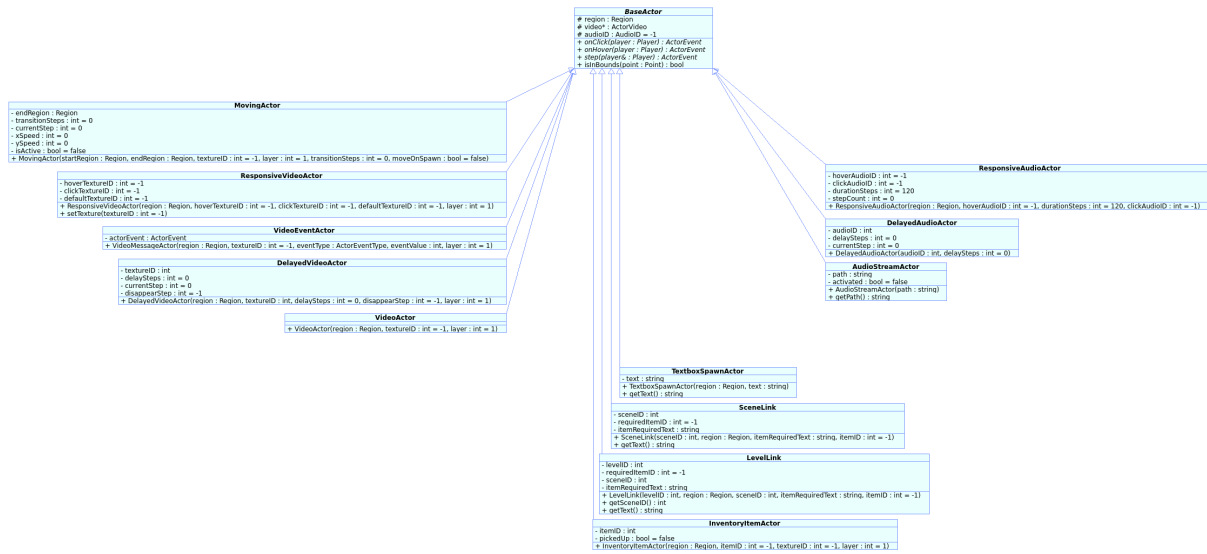 BaseActor
# region : Region
# video* : ActorVideo
# audioID : AudioID = -1
+ onClick(player : Player) : ActorEvent
+ onHover(player : Player) : ActorEvent
+ step(player& : Player) : ActorEvent
+ isInBounds(point : Point) : bool
MovingActor
- endRegion : Region
- transitionSteps : int = 0
- currentStep : int = 0
- xSpeed : int = 0
- ySpeed : int = 0
- isActive : bool = false
+ MovingActor(startRegion : Region, endRegion : Region, textureID : int = -1, layer : int = 1, transitionSteps : int = 0, moveOnSpawn : bool = false)
ResponsiveVideoActor
- hoverTextureID : int = -1
- clickTextureID : int = -1
- defaultTextureID : int = -1
+ ResponsiveVideoActor(region : Region, hoverTextureID : int = -1, clickTextureID : int = -1, defaultTextureID : int = -1, layer : int = 1)
+ setTexture(textureID : int = -1)
VideoEventActor
- actorEvent : ActorEvent
+ VideoMessageActor(region : Region, textureID : int = -1, eventType : ActorEventType, eventValue : int, layer : int = 1)
DelayedVideoActor
- textureID : int
- delaySteps : int = 0
- currentStep : int = 0
- disappearStep : int = -1
+ DelayedVideoActor(region : Region, textureID : int, delaySteps : int = 0, disappearStep : int = -1, layer : int = 1)
VideoActor
+ VideoActor(region : Region, textureID : int = -1, layer : int = 1)
ResponsiveAudioActor
- hoverAudioID : int = -1
- clickAudioID : int = -1
- durationSteps : int = 120
- stepCount : int = 0
+ ResponsiveAudioActor(region : Region, hoverAudioID : int = -1, durationSteps : int = 120, clickAudioID : int = -1)
DelayedAudioActor
- audioID : int
- delaySteps : int = 0
- currentStep : int = 0
+ DelayedAudioActor(audioID : int, delaySteps : int = 0)
AudioStreamActor
- path : string
- activated : bool = false
+ AudioStreamActor(path : string)
+ getPath() : string
TextboxSpawnActor
- text : string
+ TextboxSpawnActor(region : Region, text : string)
+ getText() : string
SceneLink
- sceneID : int
- requiredItemID : int = -1
- itemRequiredText : string
+ SceneLink(sceneID : int, region : Region, itemRequiredText : string, itemID : int = -1)
+ getText() : string
LevelLink
- levelID : int
- requiredItemID : int = -1
- sceneID : int
- itemRequiredText : string
+ LevelLink(levelID : int, region : Region, sceneID : int, itemRequiredText : string, itemID : int = -1)
+ getSceneID() : int
+ getText() : string
InventoryItemActor
- itemID : int
- pickedUp : bool = false
+ InventoryItemActor(region : Region, itemID : int = -1, textureID : int = -1, layer : int = 1)